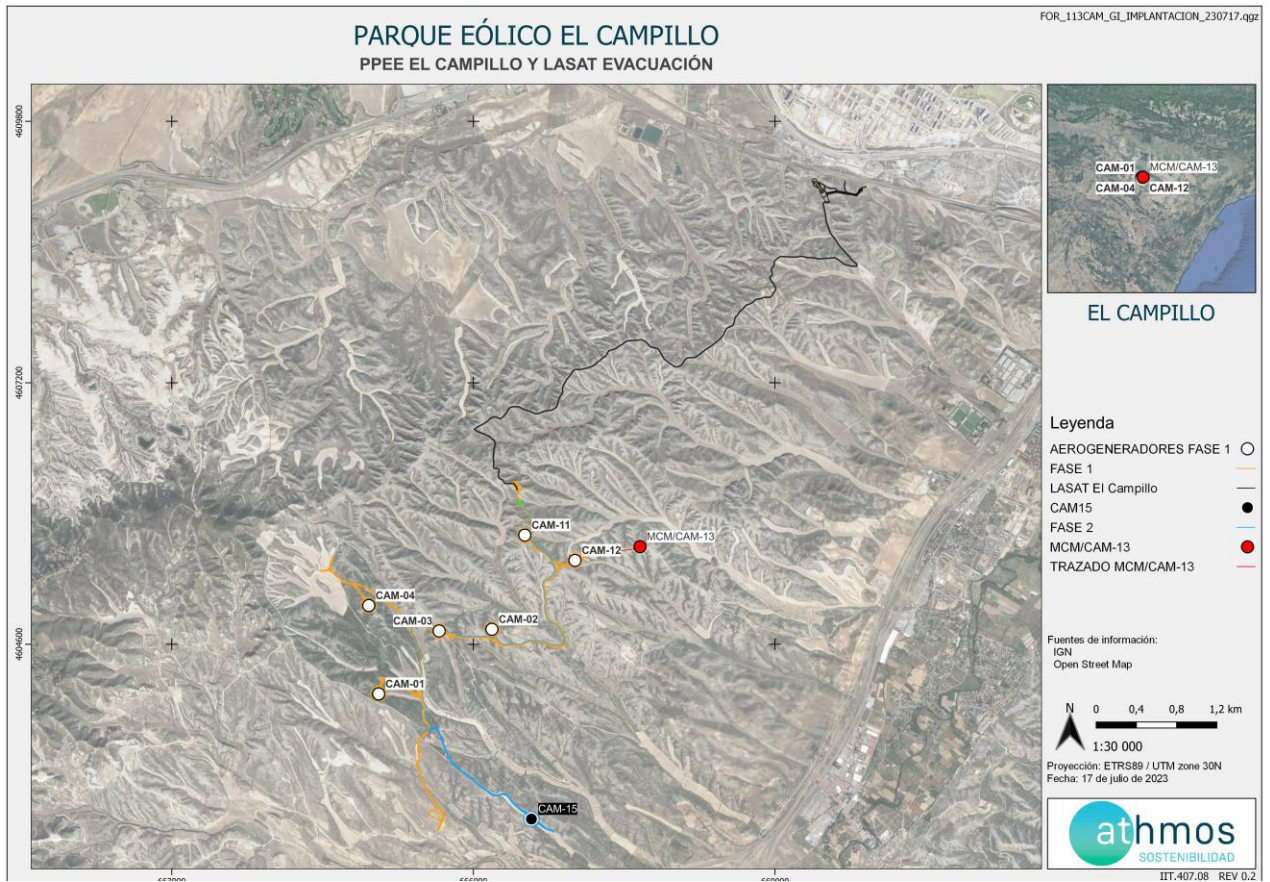 FOR_113CAM_GI_IMPLANTACION_230717.qgz
PARQUE EÓLICO EL CAMPILLO
PPEE EL CAMPILLO Y LASAT EVACUACIÓN
4609800
4607200
4604600
CAM-11
CAM-12
MCM/CAM-13
CAM-04
CAM-03
CAM-02
CAM-01
CAM-15
CAM-01
MCM/CAM-13
CAM-04
CAM-12
EL CAMPILLO
Leyenda
AEROGENERADORES FASE 1
FASE 1
LASAT El Campillo
CAM15
FASE 2
MCM/CAM-13
TRAZADO MCM/CAM-13
Fuentes de información:
IGN
Open Street Map
N
0 0,4 0,8 1,2 km
1:30 000
Proyección: ETRS89 / UTM zone 30N
Fecha: 17 de julio de 2023
athmos
SOSTENIBILIDAD
IIT.407.08 REV 0.2